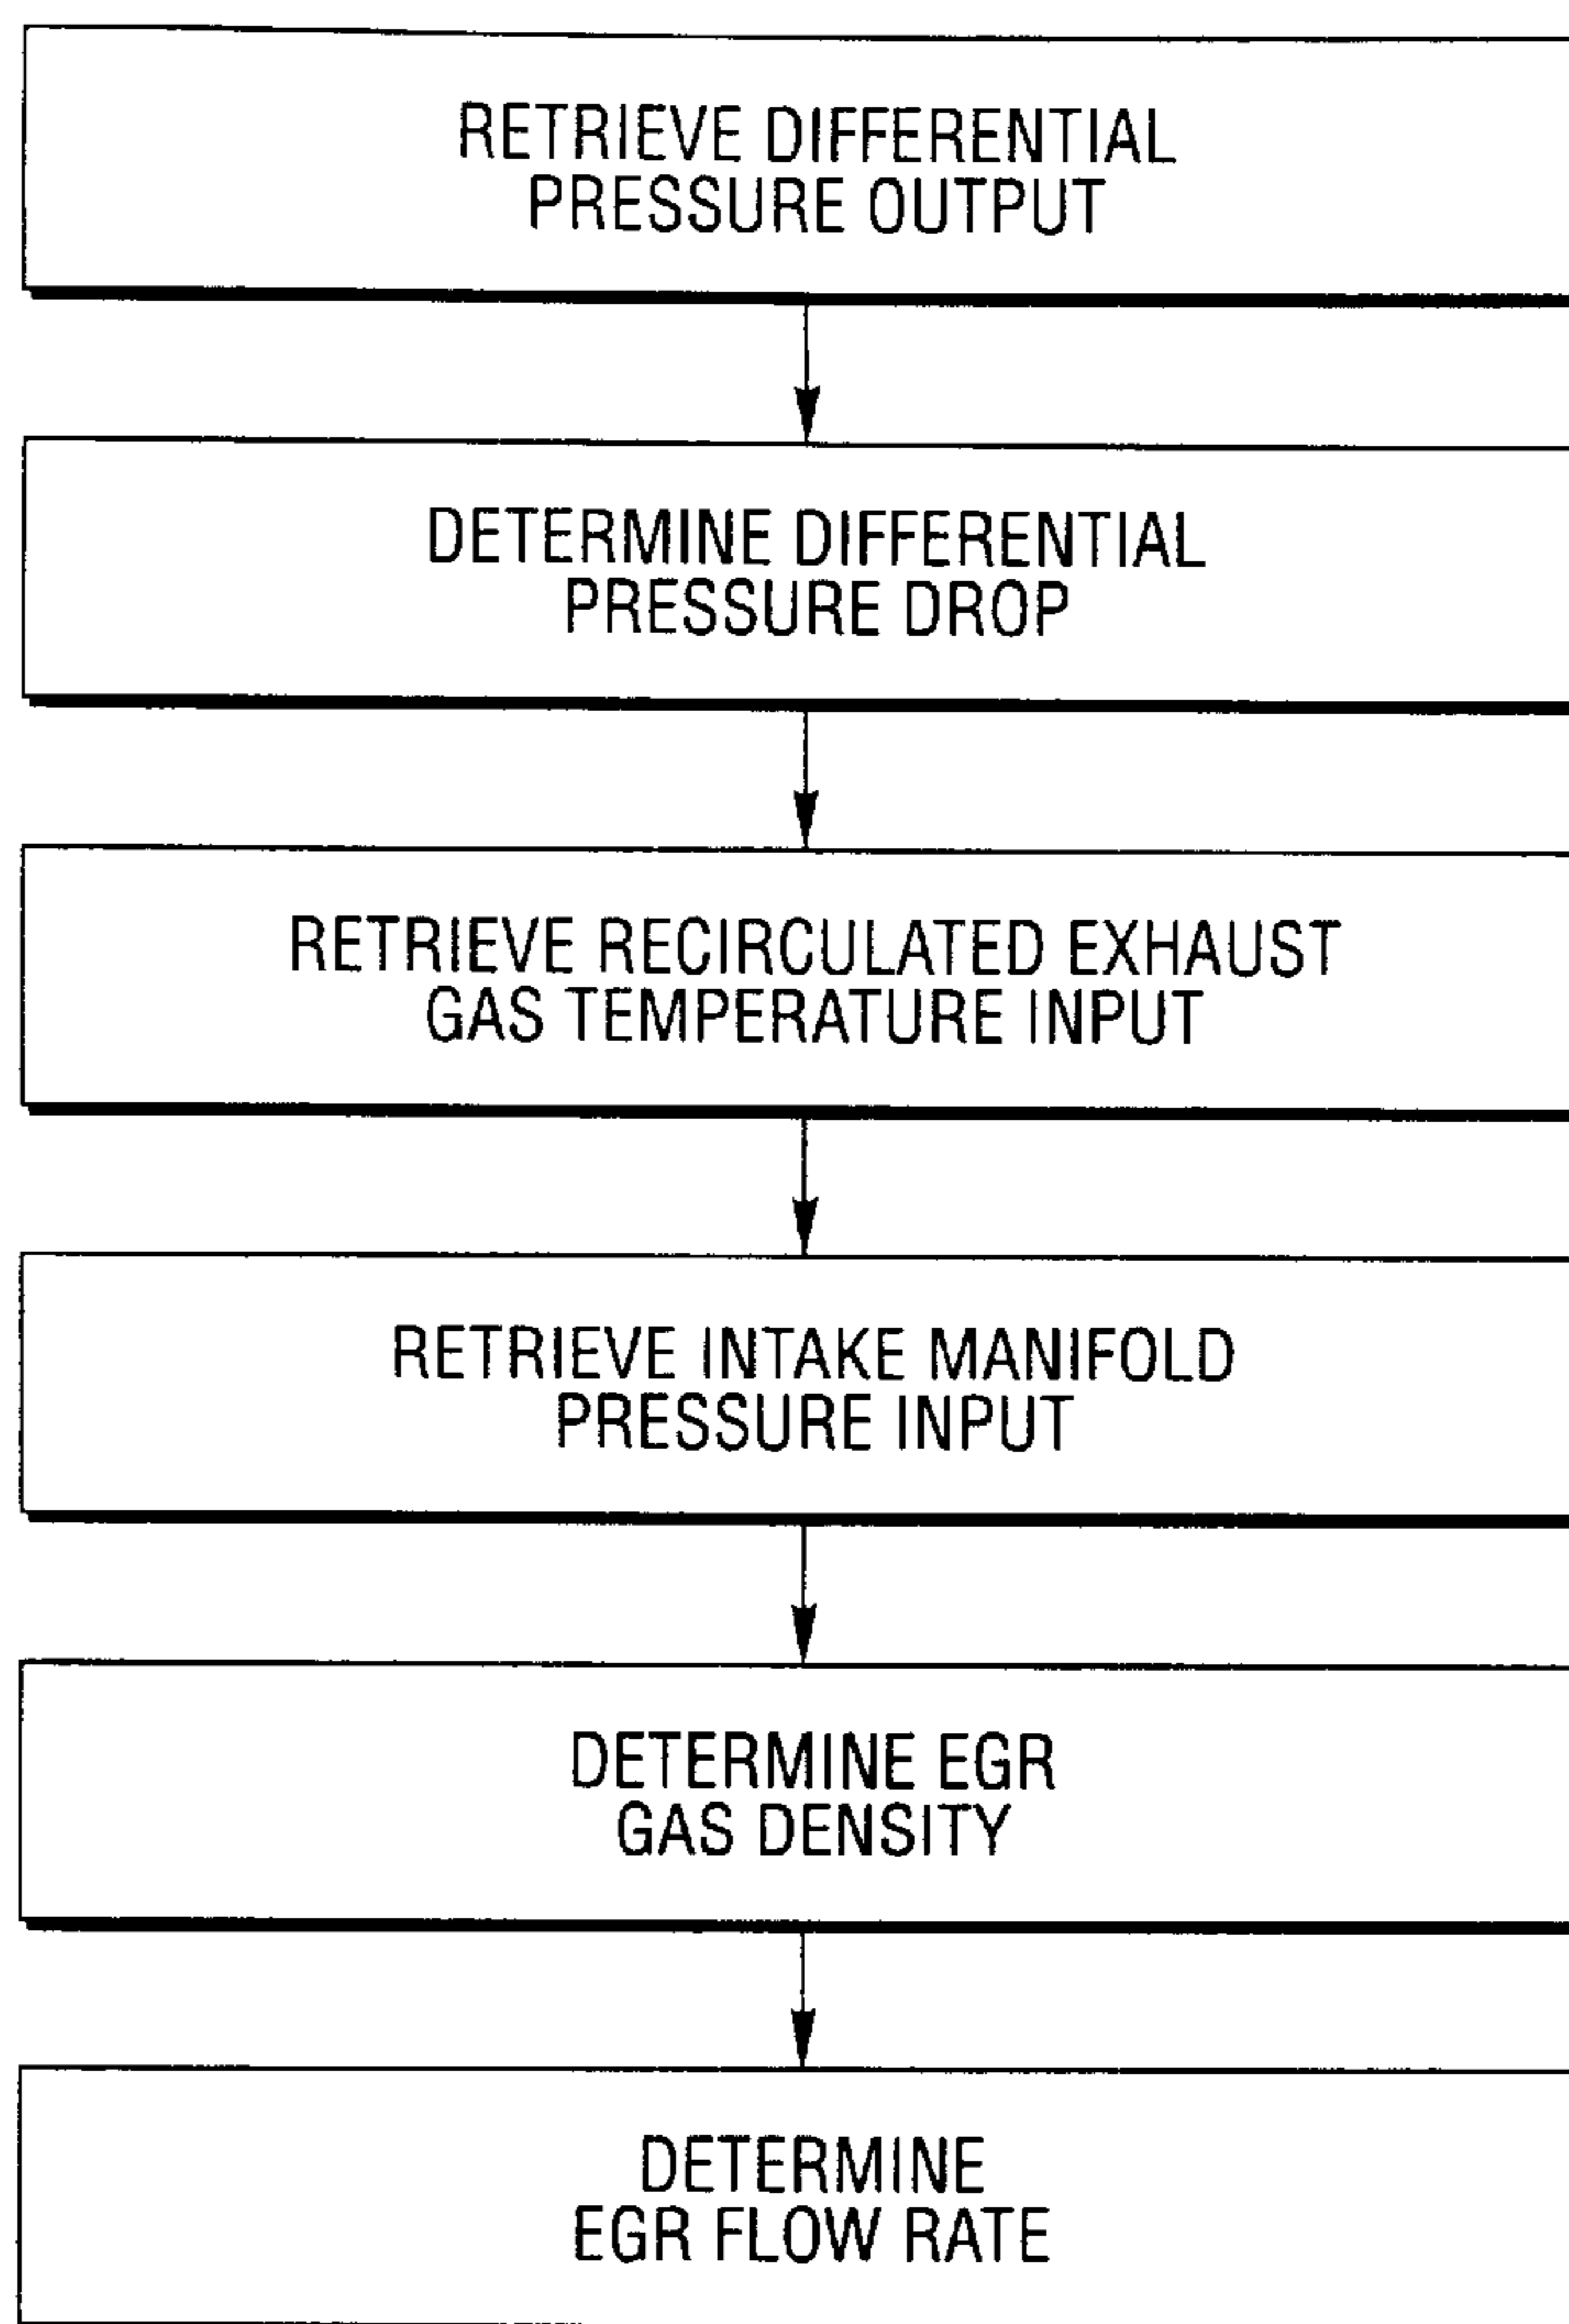 RETRIEVE DIFFERENTIAL
PRESSURE OUTPUT
DETERMINE DIFFERENTIAL
PRESSURE DROP
RETRIEVE RECIRCULATED EXHAUST
GAS TEMPERATURE INPUT
RETRIEVE INTAKE MANIFOLD
PRESSURE INPUT
DETERMINE EGR
GAS DENSITY
DETERMINE
EGR FLOW RATE